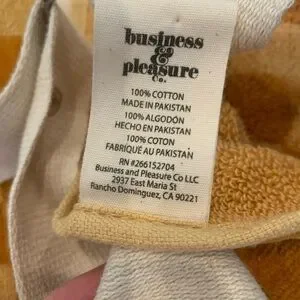 business
&
pleasure
co.
100% COTTON
MADE IN PAKISTAN
100% ALGODÓN
HECHO EN PAKISTÁN
100% COTON
FABRIQUÉ AU PAKISTAN
RN #266152704
Business and Pleasure Co LLC
2937 East Maria St
Rancho Dominguez, CA 90221